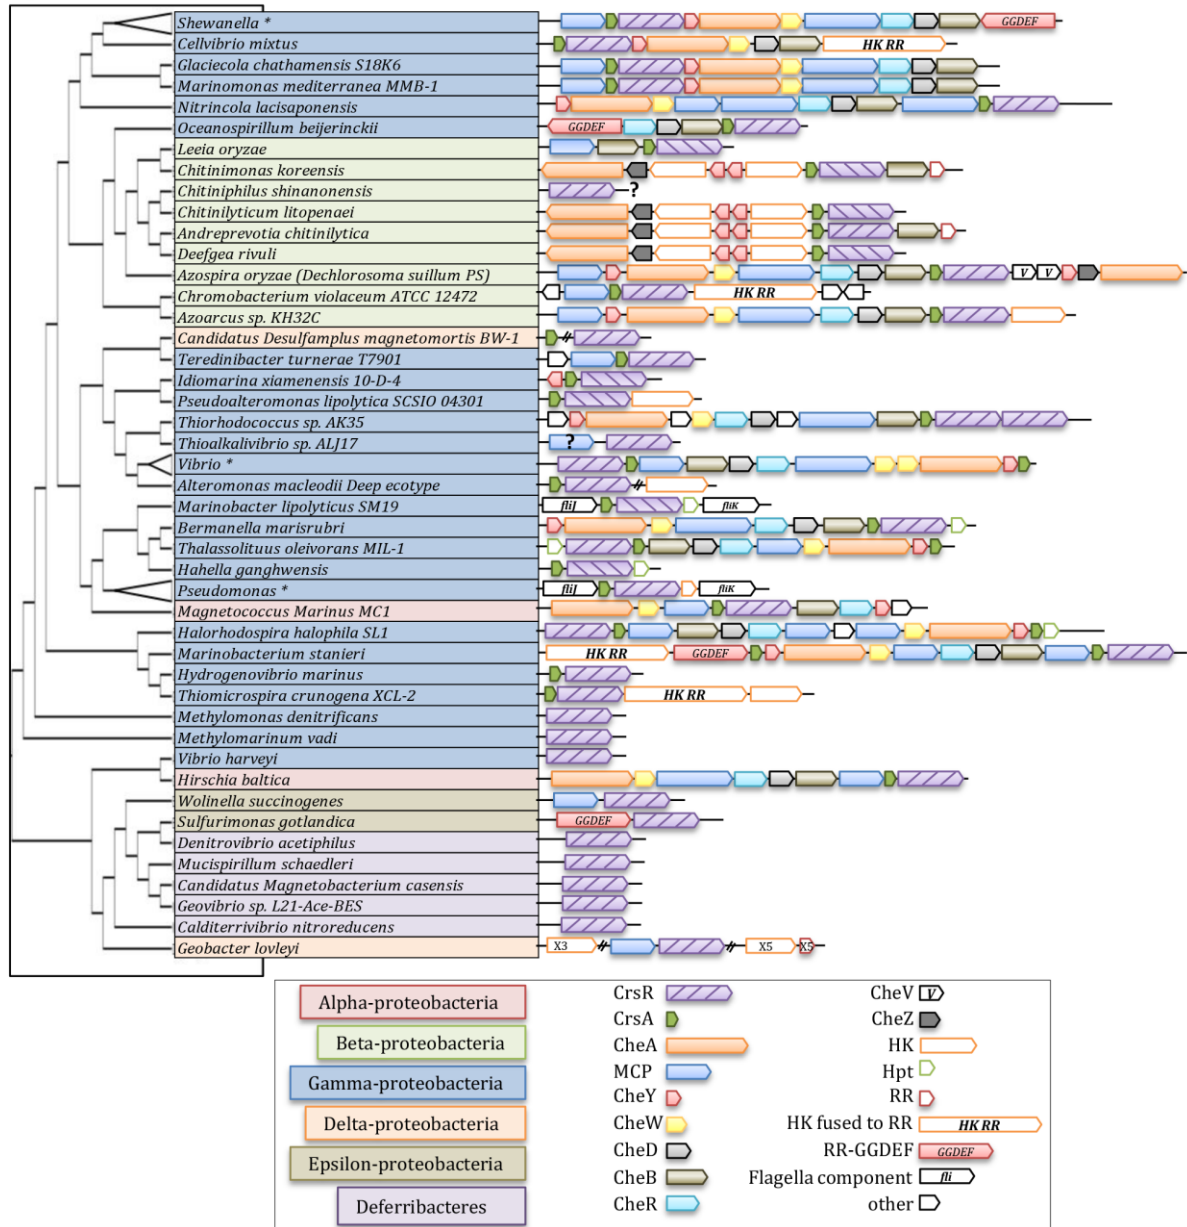 Shewanella *
GGDEF
Cellvibrio mixtus
HK RR
Glaciecola chathamensis S18K6
Marinomonas mediterranea MMB-1
Nitrincola lacisaponensis
Oceanospirillum beijerinckii
GGDEF
Leeia oryzae
Chitinimonas koreensis
Chitiniphilus shinanonensis
?
Chitinilyticum litopenaei
Andreprevotia chitinilytica
Deefgea rivuli
Azospira oryzae (Dechlorosoma suillum PS)
V V
Chromobacterium violaceum ATCC 12472
HK RR
Azoarcus sp. KH32C
Candidatus Desulfamplus magnetomortis BW-1
Teredinibacter turnerae T7901
Idiomarina xiamenensis 10-D-4
Pseudoalteromonas lipolytica SCSIO 04301
Thiorhodococcus sp. AK35
Thioalkalivibrio sp. ALJ17
?
Vibrio *
Alteromonas macleodii Deep ecotype
Marinobacter lipolyticus SM19
fliJ fliK
Bermanella marisrubri
Thalassolituus oleivorans MIL-1
Hahella ganghwensis
Pseudomonas *
fliJ fliK
Magnetococcus Marinus MC1
Halorhodospira halophila SL1
Marinobacterium stanieri
HK RR GGDEF
Hydrogenovibrio marinus
Thiomicrospira crunogena XCL-2
HK RR
Methylomonas denitrificans
Methylomarinum vadi
Vibrio harveyi
Hirschia baltica
Wolinella succinogenes
Sulfurimonas gotlandica
GGDEF
Denitrovibrio acetiphilus
Mucispirillum schaedleri
Candidatus Magnetobacterium casensis
Geovibrio sp. L21-Ace-BES
Calditerrivibrio nitroreducens
Geobacter lovleyi
X3 X5 X5
Alpha-proteobacteria
Beta-proteobacteria
Gamma-proteobacteria
Delta-proteobacteria
Epsilon-proteobacteria
Deferribacteres
CrsR
CrsA
CheA
MCP
CheY
CheW
CheD
CheB
CheR
CheV V
CheZ
HK
Hpt
RR
HK fused to RR HK RR
RR-GGDEF GGDEF
Flagella component fli
other